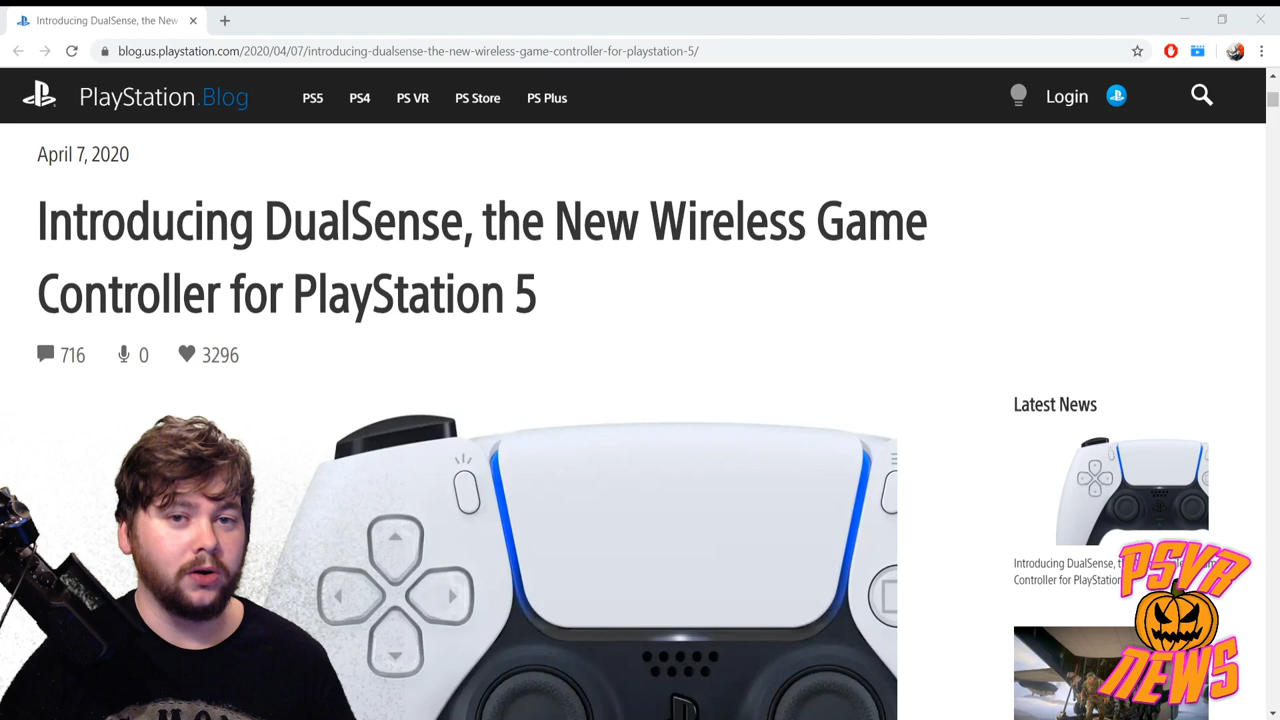 Introducing DualSense, the New
blog.us.playstation.com/2020/04/07/introducing-dualsense-the-new-wireless-game-controller-for-playstation-5/
PlayStation.Blog
PS5 PS4 PS VR PS Store PS Plus
Login
April 7, 2020
Introducing DualSense, the New Wireless Game
Controller for PlayStation 5
716 0 3296
Latest News
Introducing DualSense,
Controller for PlayStation
PSVR
NEWS